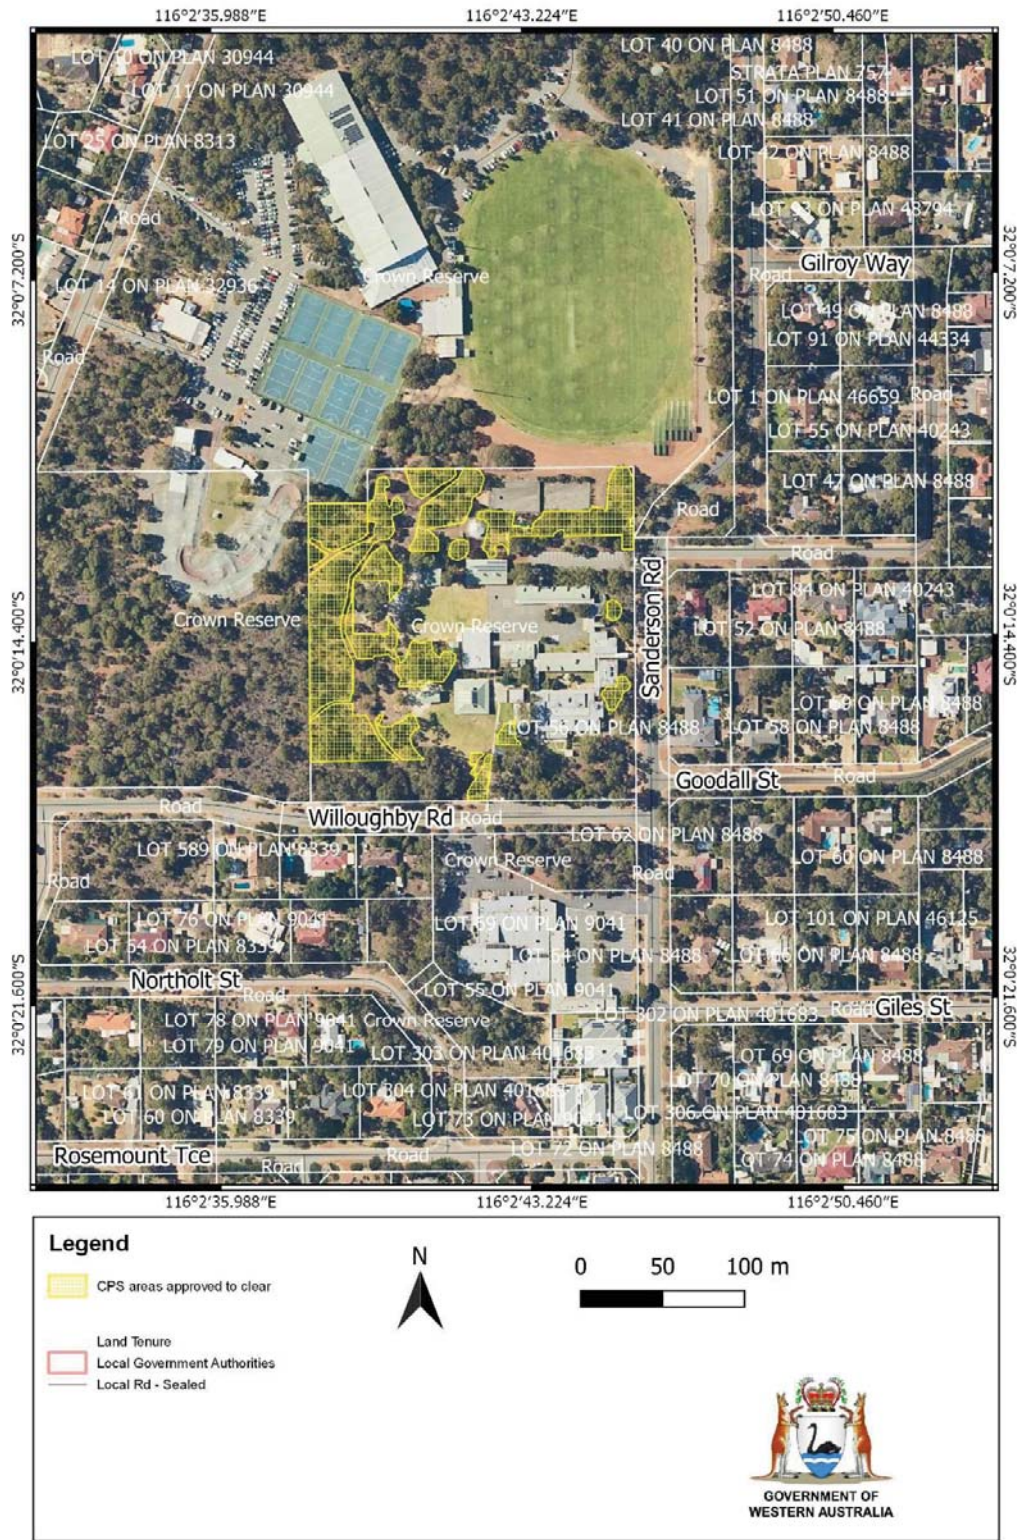 116°2'35.988"E 116°2'43.224"E 116°2'50.460"E
LOT 10 ON PLAN 30944
LOT 11 ON PLAN 30944
LOT 25 ON PLAN 8313
LOT 40 ON PLAN 8488
STRATA PLAN 757
LOT 51 ON PLAN 8488
LOT 41 ON PLAN 8488
LOT 42 ON PLAN 8488
ON PLAN 48794
Road
32°0'7.200"S
LOT 14 ON PLAN 32936
Crown Reserve
Road
Gilroy Way
32°0'7.200"S
LOT 49 ON PLAN 8488
LOT 91 ON PLAN 44334
Road
LOT 1 ON PLAN 46659
Road
LOT 55 ON PLAN 40243
LOT 47 ON PLAN 8488
Road
Road
Sanderson Rd
LOT 84 ON PLAN 40243
32°0'14.400"S
Crown Reserve
Crown Reserve
LOT 52 ON PLAN 8488
32°0'14.400"S
LOT 56 ON PLAN 8488
LOT 69 ON PLAN 8488
LOT 58 ON PLAN 8488
Goodall St
Road
Road
Willoughby Rd
Road
LOT 62 ON PLAN 8488
LOT 589 ON PLAN 8339
Crown Reserve
LOT 60 ON PLAN 8488
Road
Road
LOT 76 ON PLAN 9041
LOT 54 ON PLAN 8339
LOT 59 ON PLAN 9041
LOT 64 ON PLAN 8488
LOT 101 ON PLAN 46125
LOT 66 ON PLAN 8488
32°0'21.600"S
Northolt St
Road
LOT 55 ON PLAN 9041
LOT 302 ON PLAN 401683
Road
Giles St
32°0'21.600"S
LOT 78 ON PLAN 9041
Crown Reserve
LOT 79 ON PLAN 9041
LOT 303 ON PLAN 401683
LOT 69 ON PLAN 8488
LOT 70 ON PLAN 8488
LOT 61 ON PLAN 8339
LOT 60 ON PLAN 8339
LOT 304 ON PLAN 401683
LOT 73 ON PLAN 9041
LOT 306 ON PLAN 401683
LOT 75 ON PLAN 8488
LOT 72 ON PLAN 8488
OT 74 ON PLAN 8488
Rosemount Tce
Road
Road
116°2'35.988"E 116°2'43.224"E 116°2'50.460"E
Legend
CPS areas approved to clear
Land Tenure
Local Government Authorities
Local Rd - Sealed
N
0 50 100 m
GOVERNMENT OF
WESTERN AUSTRALIA